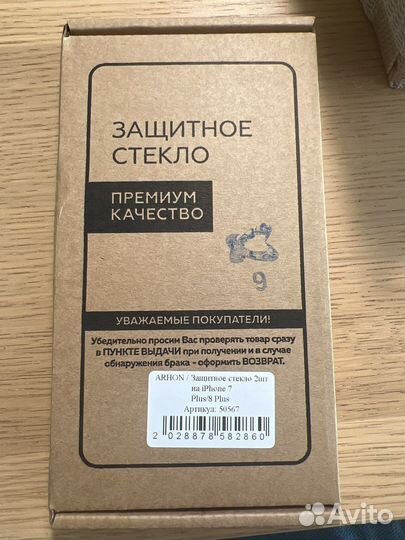 ЗАЩИТНОЕ
СТЕКЛО
ПРЕМИУМ
КАЧЕСТВО
9
УВАЖАЕМЫЕ ПОКУПАТЕЛИ!
Убедительно просим Вас проверять товар сразу
в ПУНКТЕ ВЫДАЧИ при получении и в случае
обнаружения брака - оформить ВОЗВРАТ.
ARHON / Защитное стекло 2шт
на iPhone 7
Plus/8 Plus
Артикул: 50567
2 028878 582860
Avito